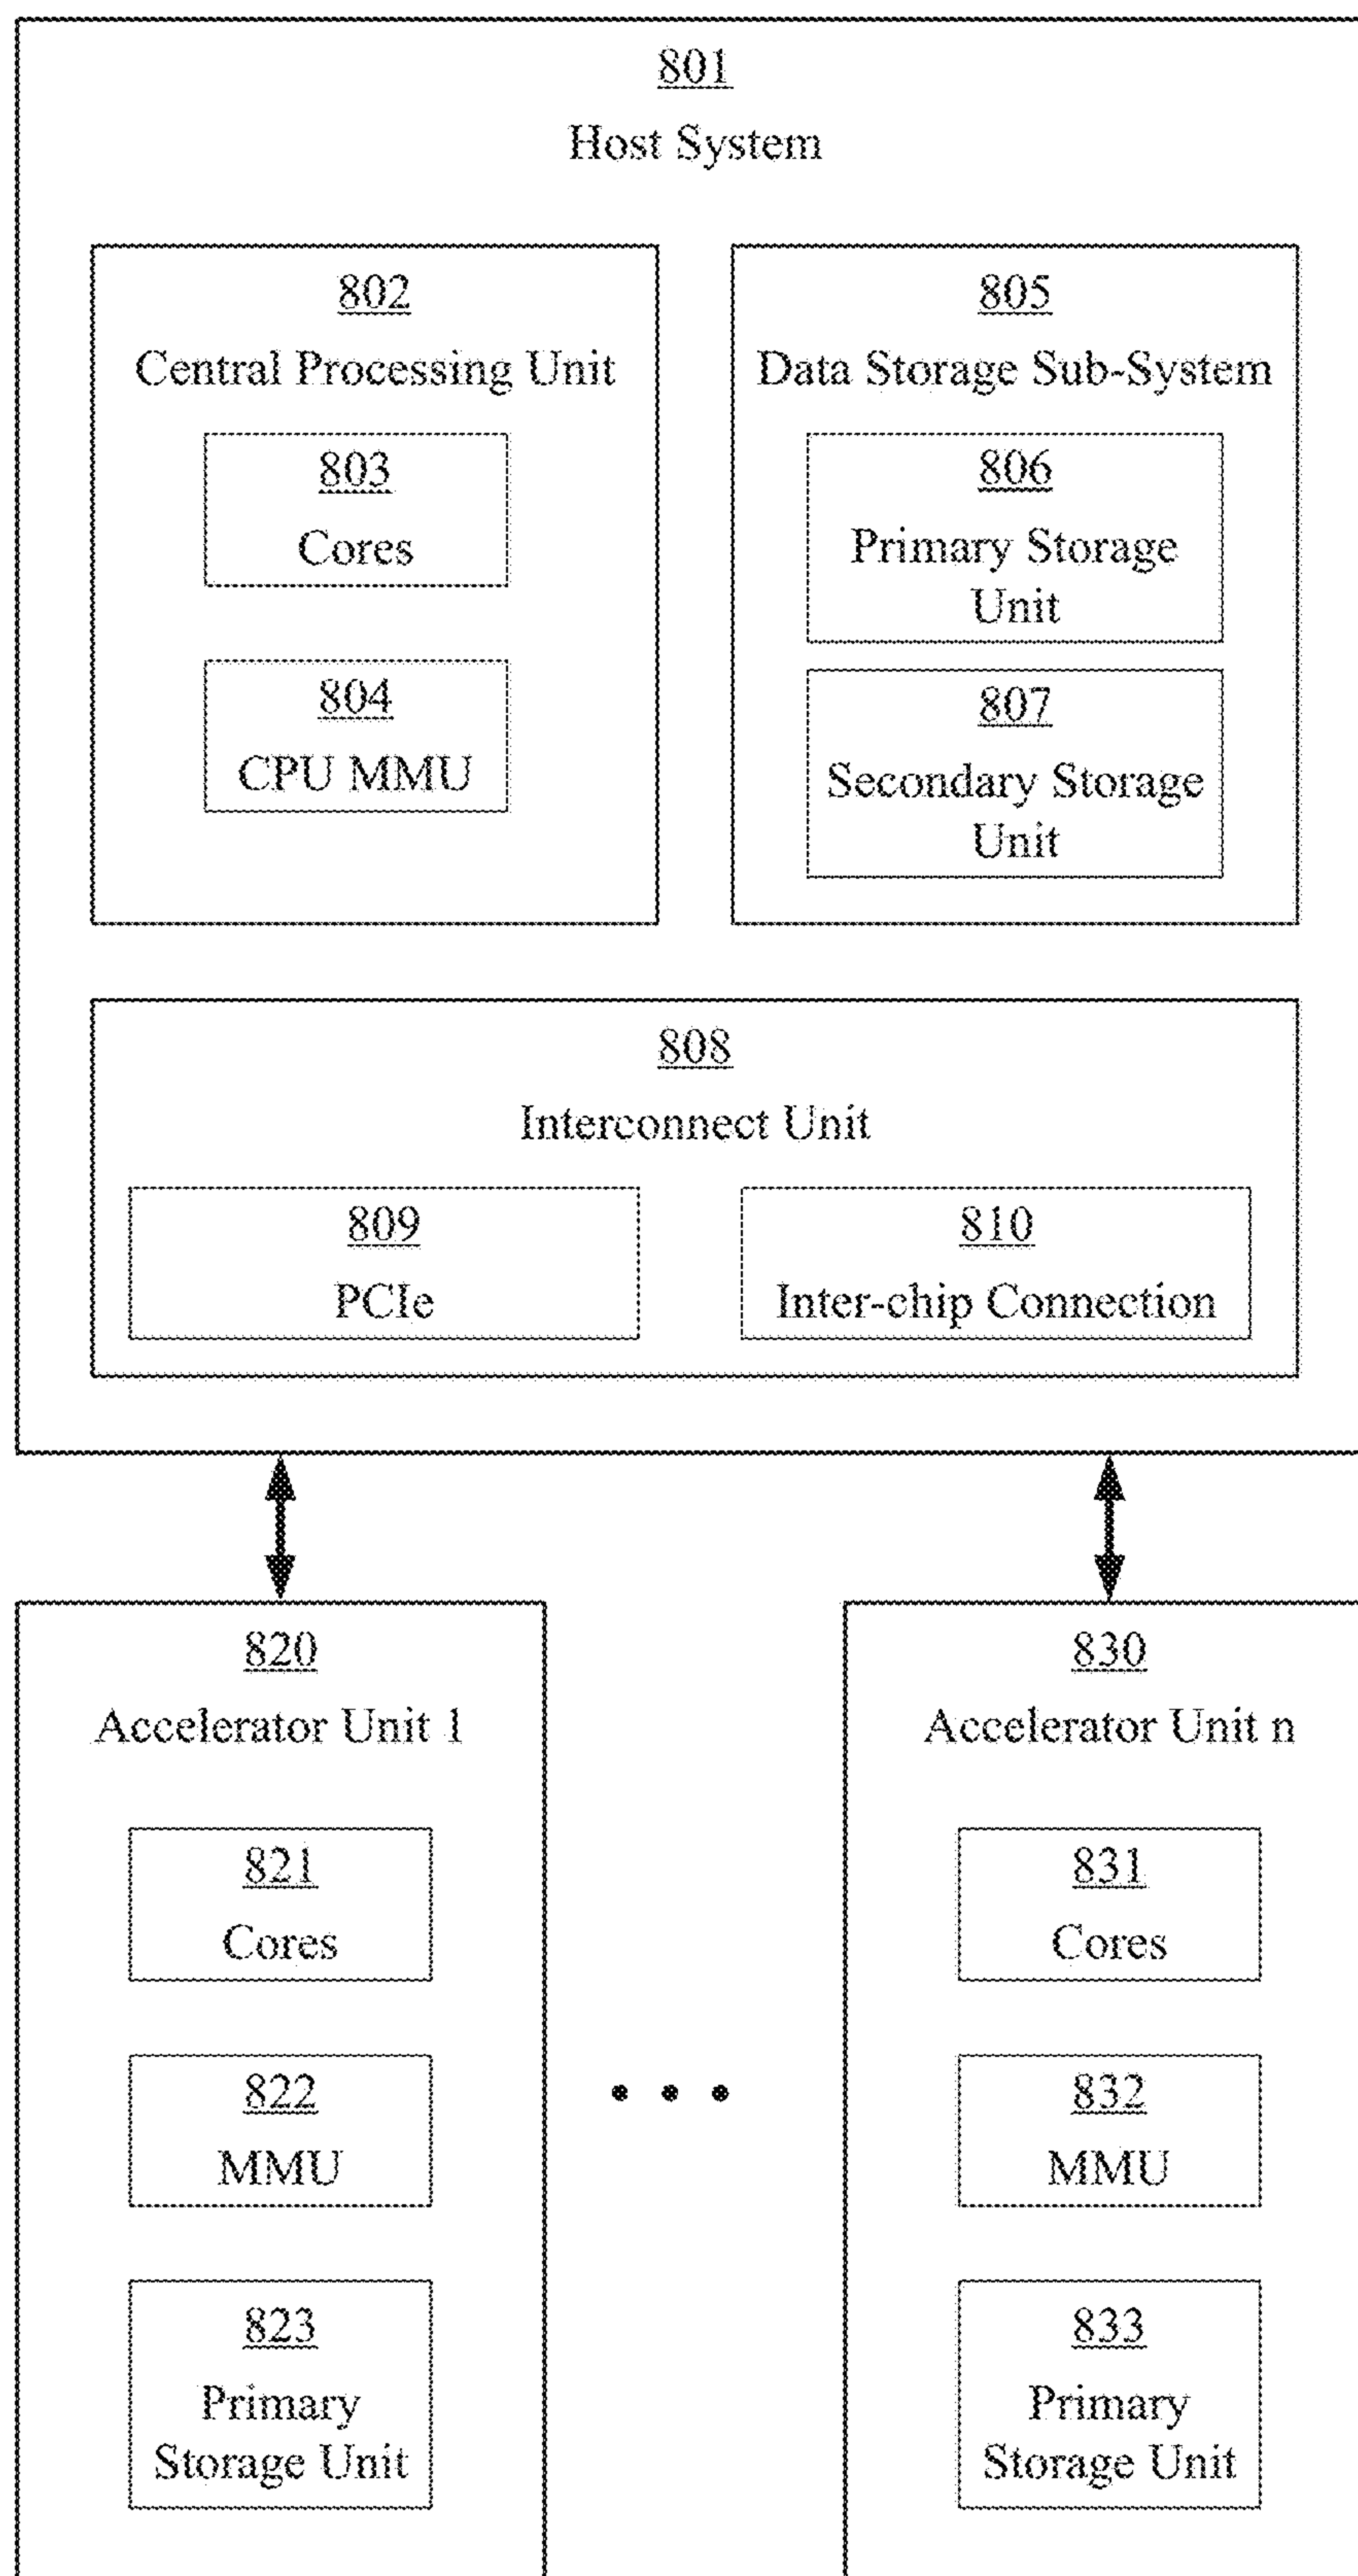 801
Host System
802
Central Processing Unit
803
Cores
804
CPU MMU
805
Data Storage Sub-System
806
Primary Storage
Unit
807
Secondary Storage
Unit
808
Interconnect Unit
809
PCIe
810
Inter-chip Connection
820
Accelerator Unit 1
821
Cores
822
MMU
823
Primary
Storage Unit
830
Accelerator Unit n
831
Cores
832
MMU
833
Primary
Storage Unit